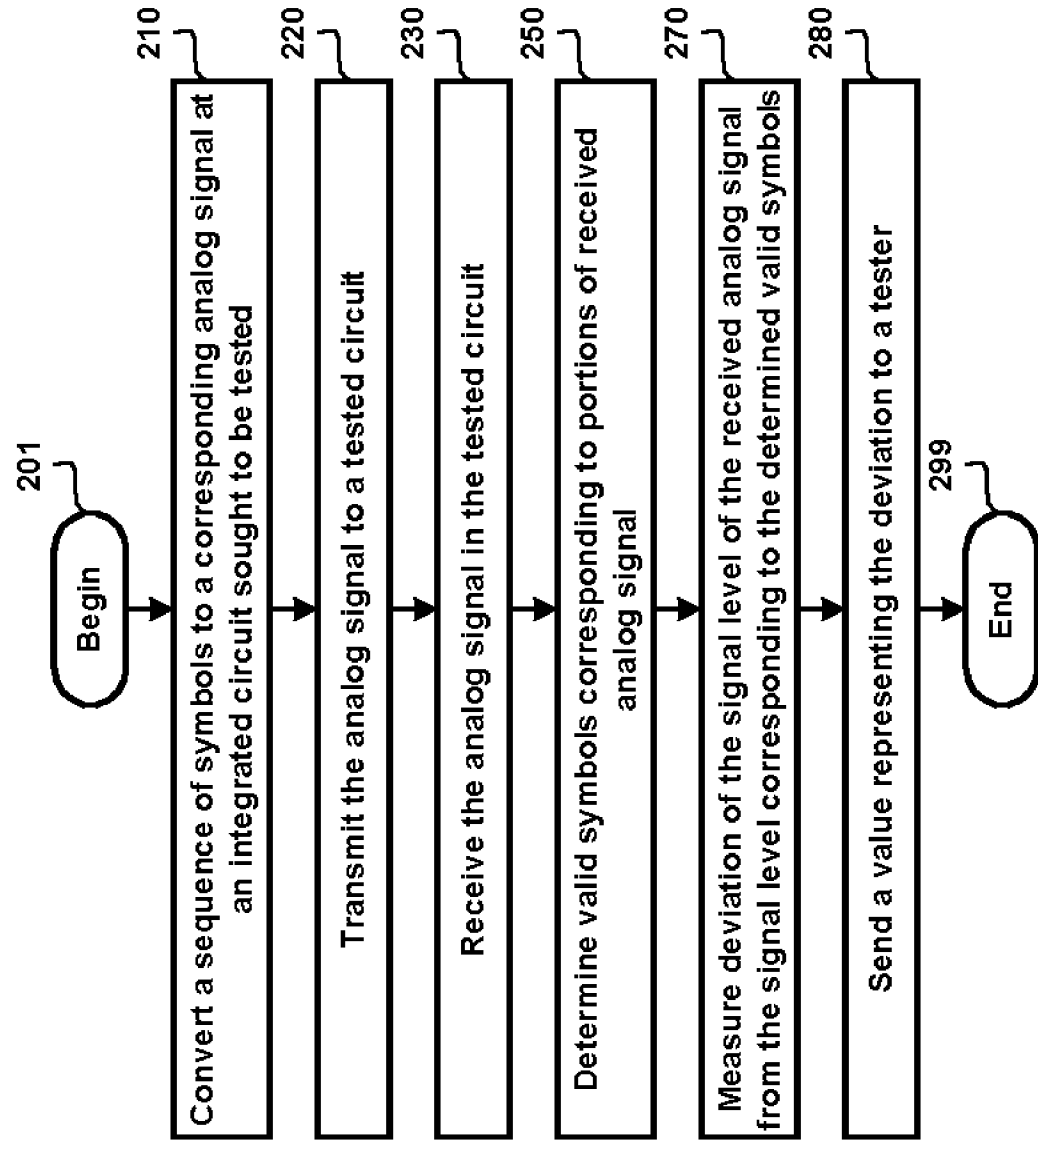 201
Begin
210
Convert a sequence of symbols to a corresponding analog signal at
an integrated circuit sought to be tested
220
Transmit the analog signal to a tested circuit
230
Receive the analog signal in the tested circuit
250
Determine valid symbols corresponding to portions of received
analog signal
270
Measure deviation of the signal level of the received analog signal
from the signal level corresponding to the determined valid symbols
280
Send a value representing the deviation to a tester
299
End